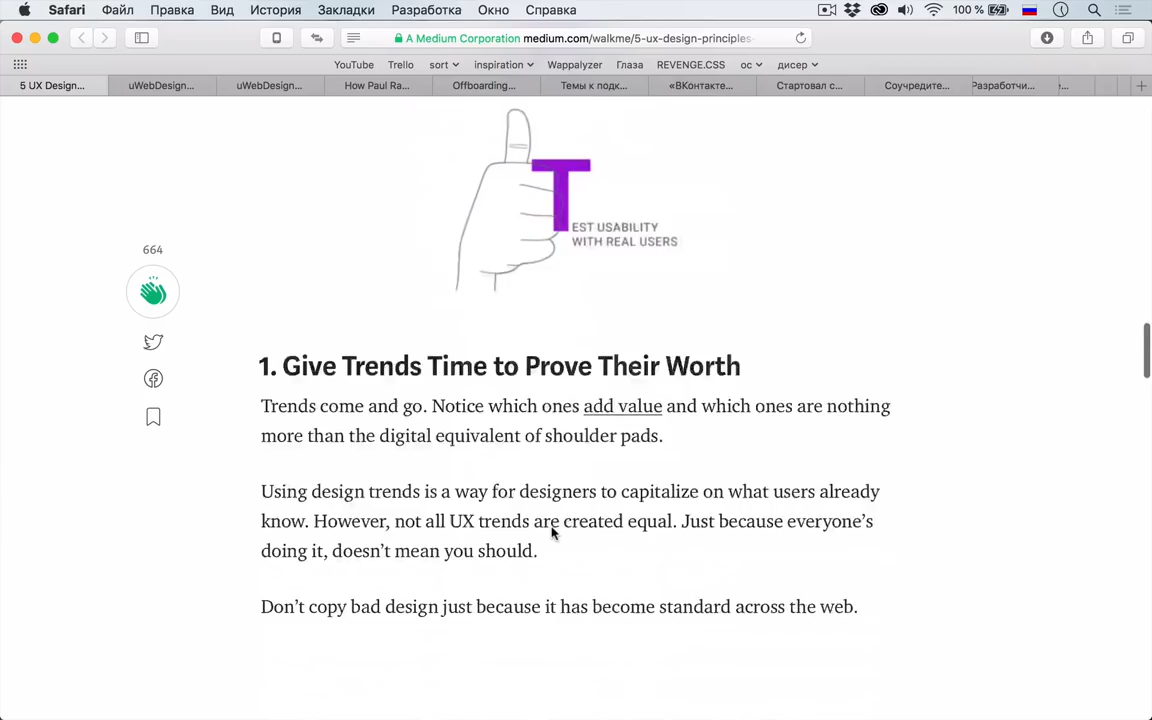 Safari Файл Правка Вид История Закладки Разработка Окно Справка 100 %
A Medium Corporation medium.com/walkme/5-ux-design-principles-
YouTube Trello sort inspiration Wappalyzer Глаза REVENGE.CSS ос дисер
5 UX Design... uWebDesign... uWebDesign... How Paul Ra... Offboarding... Темы к подк... «ВКонтакте... Стартовал с... Соучредите... Разработчи...
T
EST USABILITY
WITH REAL USERS
664
1. Give Trends Time to Prove Their Worth
Trends come and go. Notice which ones add value and which ones are nothing
more than the digital equivalent of shoulder pads.
Using design trends is a way for designers to capitalize on what users already
know. However, not all UX trends are created equal. Just because everyone’s
doing it, doesn’t mean you should.
Don’t copy bad design just because it has become standard across the web.